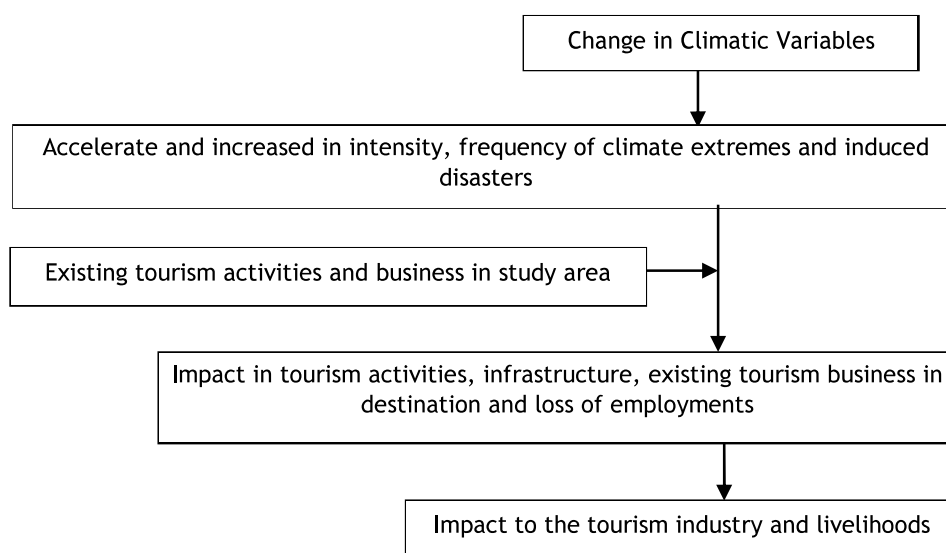 Change in Climatic Variables
Accelerate and increased in intensity, frequency of climate extremes and induced
disasters
Existing tourism activities and business in study area
Impact in tourism activities, infrastructure, existing tourism business in
destination and loss of employments
Impact to the tourism industry and livelihoods